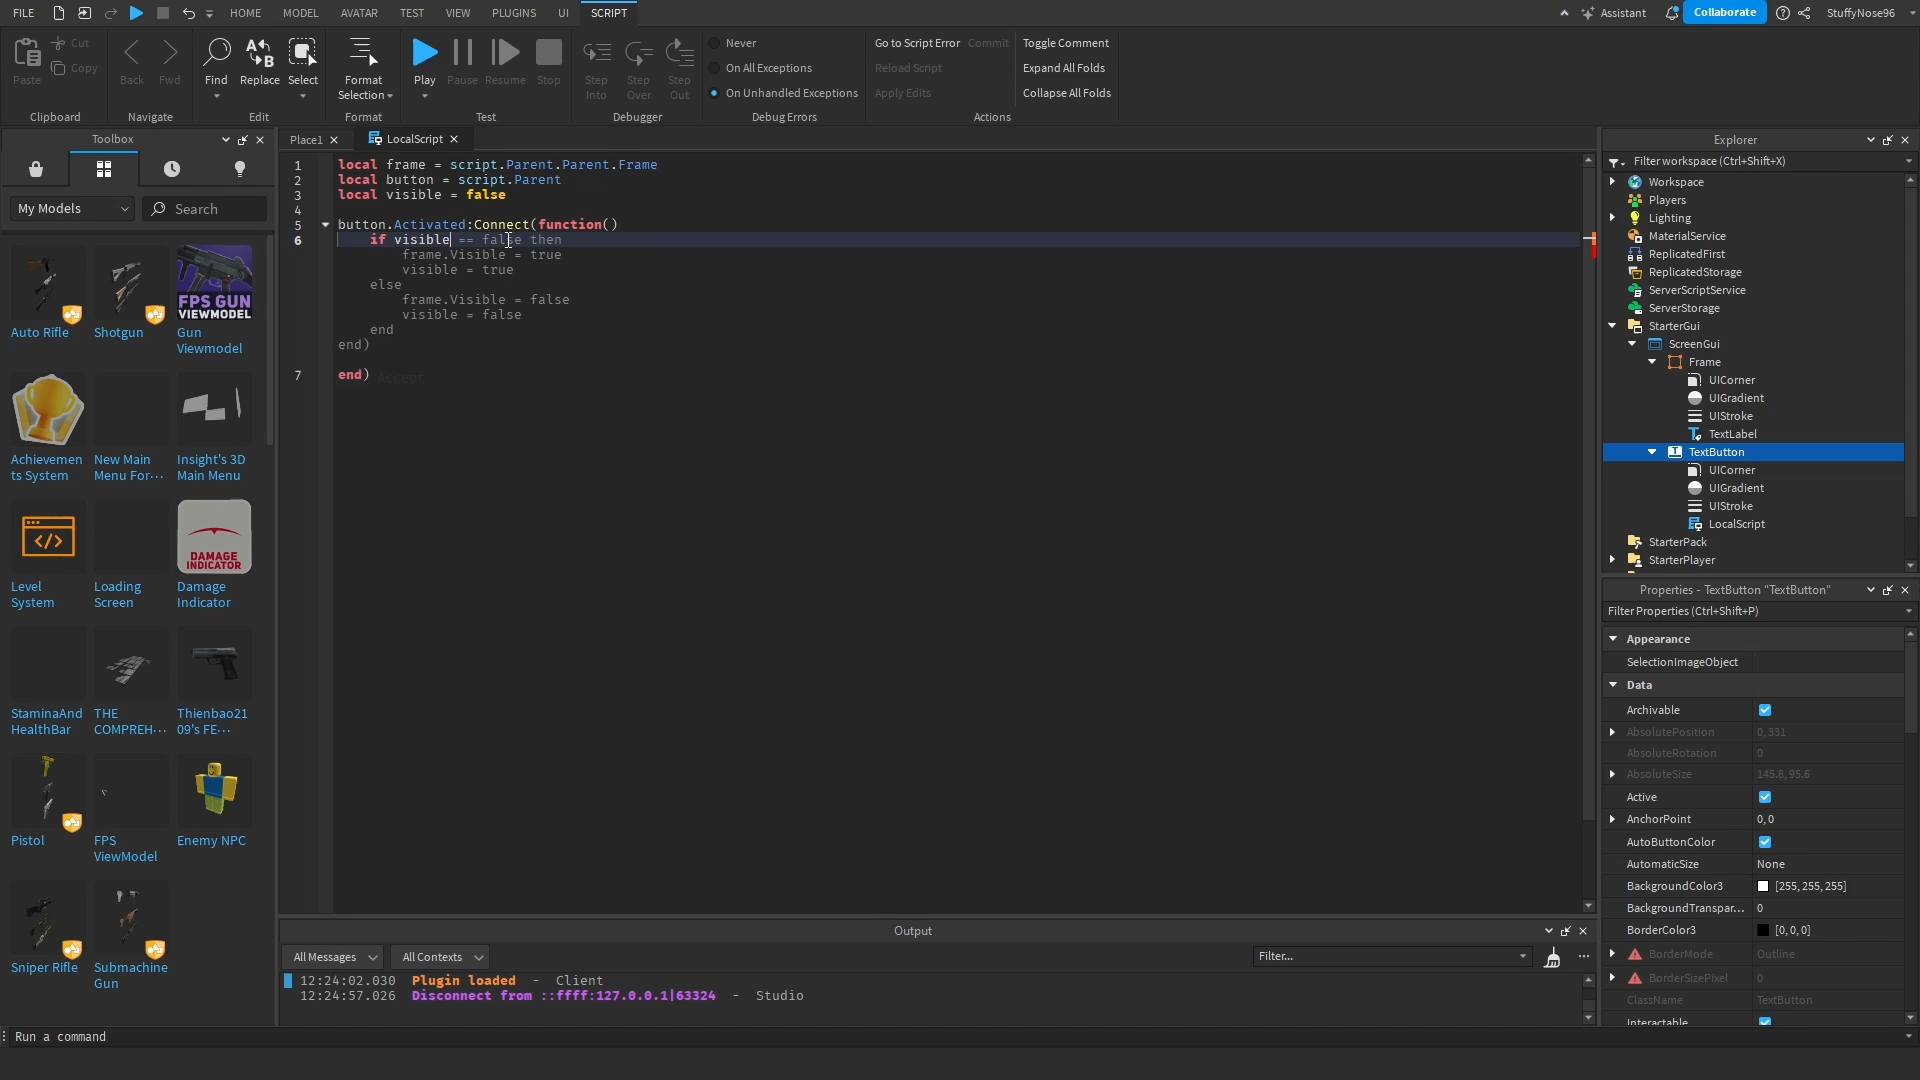 FILE
HOME
MODEL
AVATAR
TEST
VIEW
PLUGINS
UI
SCRIPT
Assistant
Collaborate
StuffyNose96
Paste
Cut
Copy
Clipboard
Back
Fwd
Navigate
Find
Replace
Select
Edit
Format
Selection
Format
Play
Pause
Resume
Stop
Test
Step
Into
Step
Over
Step
Out
Debugger
Never
On All Exceptions
On Unhandled Exceptions
Debug Errors
Go to Script Error
Commit
Reload Script
Apply Edits
Toggle Comment
Expand All Folds
Collapse All Folds
Actions
Toolbox
My Models
Search
FPS GUN
VIEWMODEL
Auto Rifle
Shotgun
Gun
Viewmodel
Achievemen
ts System
New Main
Menu For···
Insight's 3D
Main Menu
DAMAGE
INDICATOR
Level
System
Loading
Screen
Damage
Indicator
StaminaAnd
HealthBar
THE
COMPREH···
Thienbao21
09's FE···
Pistol
FPS
ViewModel
Enemy NPC
Sniper Rifle
Submachine
Gun
Place1
LocalScript
1 local frame = script.Parent.Parent.Frame
2 local button = script.Parent
3 local visible = false
4
5 button.Activated:Connect(function()
6 if visible == false then
frame.Visible = true
visible = true
else
frame.Visible = false
visible = false
end
end)
7 end) Accept
Output
All Messages
All Contexts
Filter...
12:24:02.030 Plugin loaded - Client
12:24:57.026 Disconnect from ::ffff:127.0.0.1|63324 - Studio
Run a command
Explorer
Filter workspace (Ctrl+Shift+X)
Workspace
Players
Lighting
MaterialService
ReplicatedFirst
ReplicatedStorage
ServerScriptService
ServerStorage
StarterGui
ScreenGui
Frame
UICorner
UIGradient
UIStroke
TextLabel
TextButton
UICorner
UIGradient
UIStroke
LocalScript
StarterPack
StarterPlayer
Properties - TextButton "TextButton"
Filter Properties (Ctrl+Shift+P)
Appearance
SelectionImageObject
Data
Archivable
AbsolutePosition 0, 331
AbsoluteRotation 0
AbsoluteSize 145.8, 95.6
Active
AnchorPoint 0, 0
AutoButtonColor
AutomaticSize None
BackgroundColor3 [255, 255, 255]
BackgroundTranspar... 0
BorderColor3 [0, 0, 0]
BorderMode Outline
BorderSizePixel 0
ClassName TextButton
Interactable